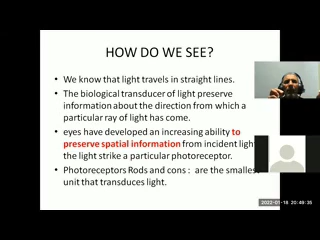 HOW DO WE SEE?
• We know that light travels in straight lines.
• The biological transducer of light preserve
information about the direction from which a
particular ray of light has come.
• eyes have developed an increasing ability to
preserve spatial information from incident light
the light strike a particular photoreceptor.
• Photoreceptors Rods and cons : are the smallest
unit that transduces light.
2022-01-18 20:48:35